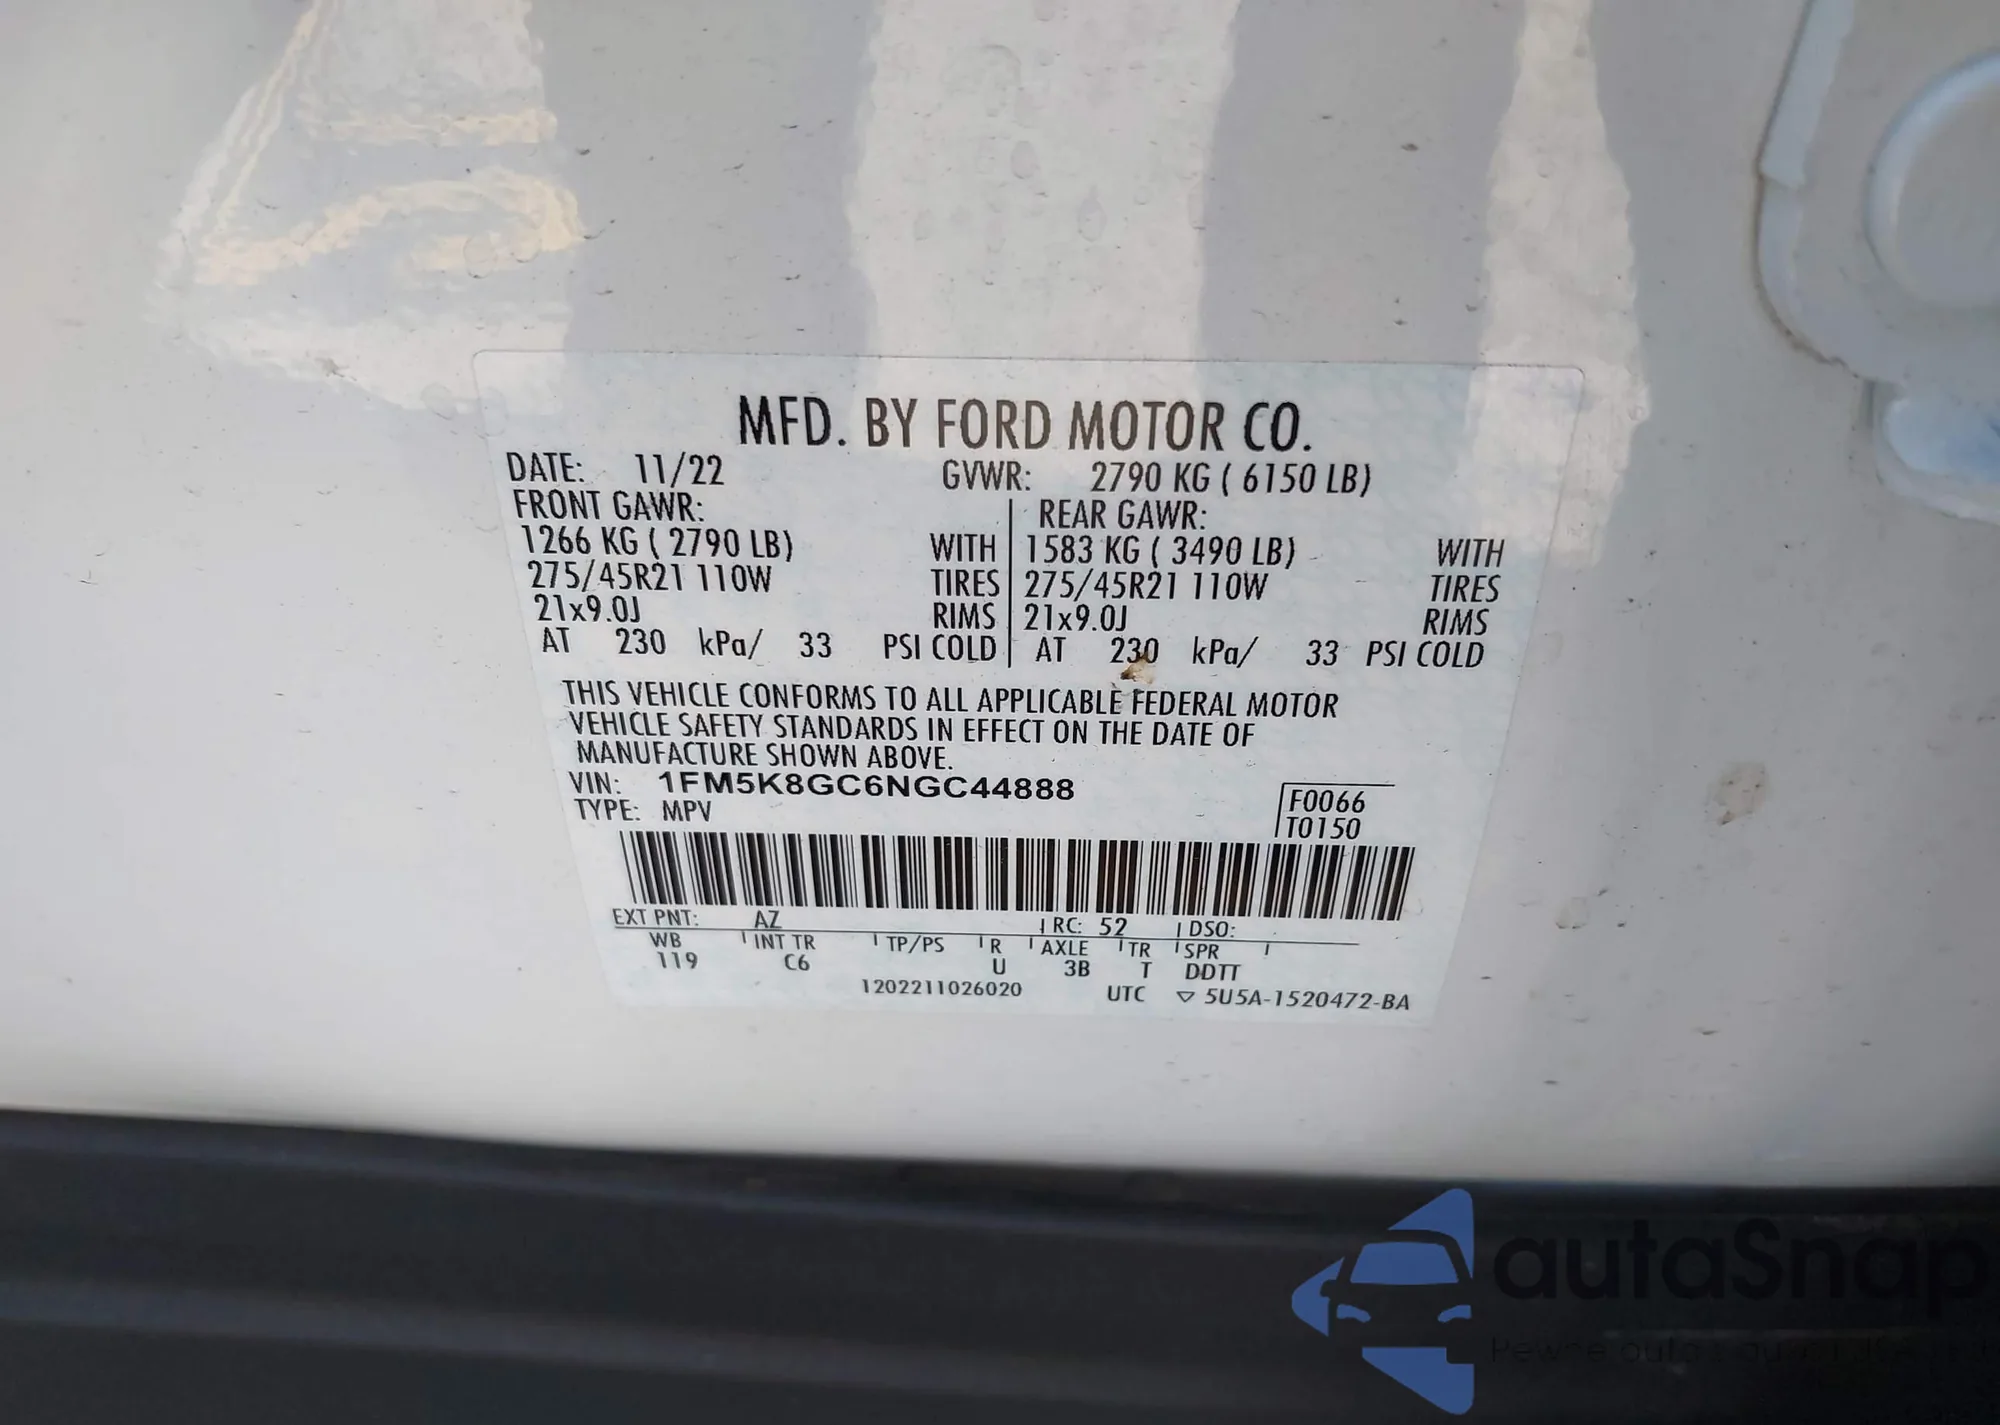 MFD. BY FORD MOTOR CO.
DATE: 11/22 GVWR: 2790 KG ( 6150 LB)
FRONT GAWR: REAR GAWR:
1266 KG ( 2790 LB) WITH 1583 KG ( 3490 LB) WITH
275/45R21 110W TIRES 275/45R21 110W TIRES
21x9.0J RIMS 21x9.0J RIMS
AT 230 kPa/ 33 PSI COLD AT 230 kPa/ 33 PSI COLD
THIS VEHICLE CONFORMS TO ALL APPLICABLE FEDERAL MOTOR
VEHICLE SAFETY STANDARDS IN EFFECT ON THE DATE OF
MANUFACTURE SHOWN ABOVE.
VIN: 1FM5K8GC6NGC44888
TYPE: MPV
F0066
T0150
EXT PNT: AZ RC: 52 DSO:
WB INT TR TP/PS R AXLE TR SPR
119 C6 U 3B T DDTT
1202211026020 UTC ▽ 5U5A-1520472-BA
autaSnap